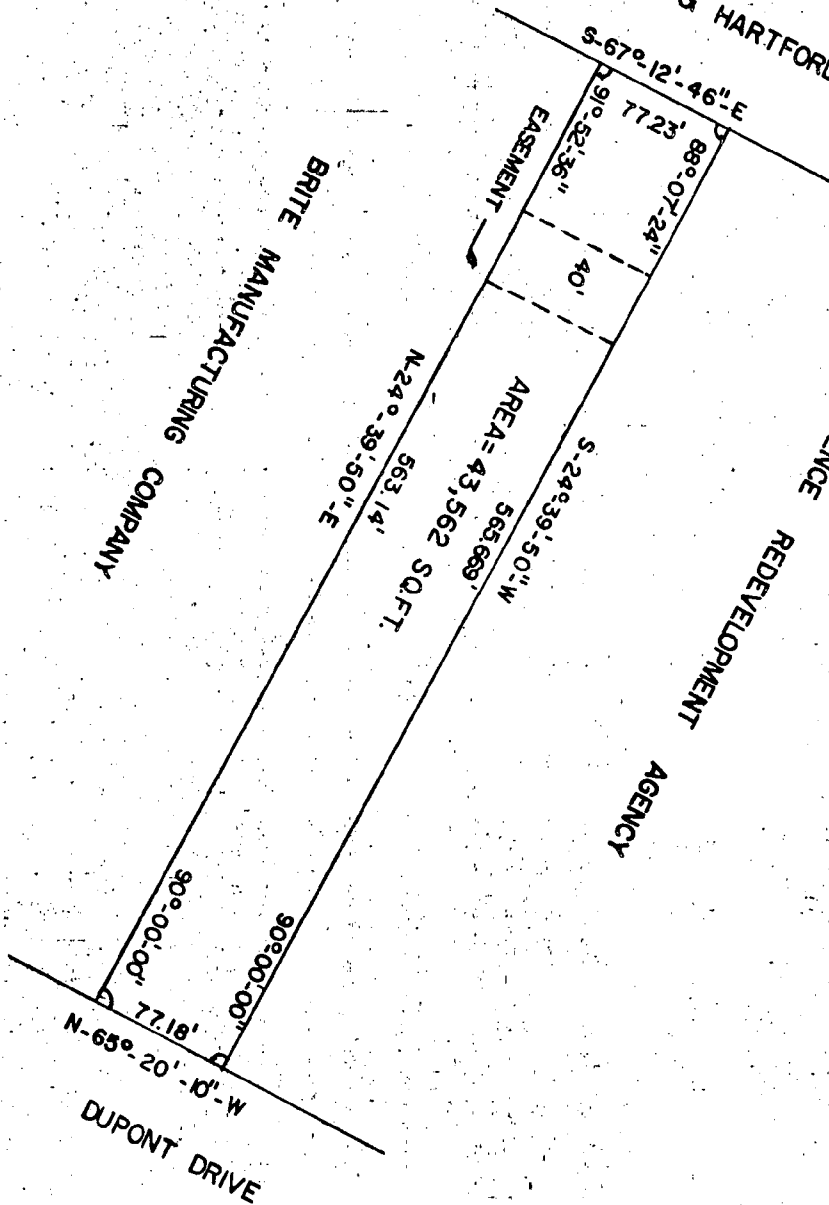 & HARTFORD
S-67°-12'-46"-E
77.23'
91°-52'-36"
88°-07'-24"
EASEMENT
40'
BRITE MANUFACTURING COMPANY
N-24°-39'-50"-E
563.14'
AREA=43,562 SQ.FT.
S-24°-39'-50"-W
565.669'
ENCE REDEVELOPMENT AGENCY
90°-00'-00"
90°-00'-00"
77.18'
N-65°-20'-10"-W
DUPONT DRIVE